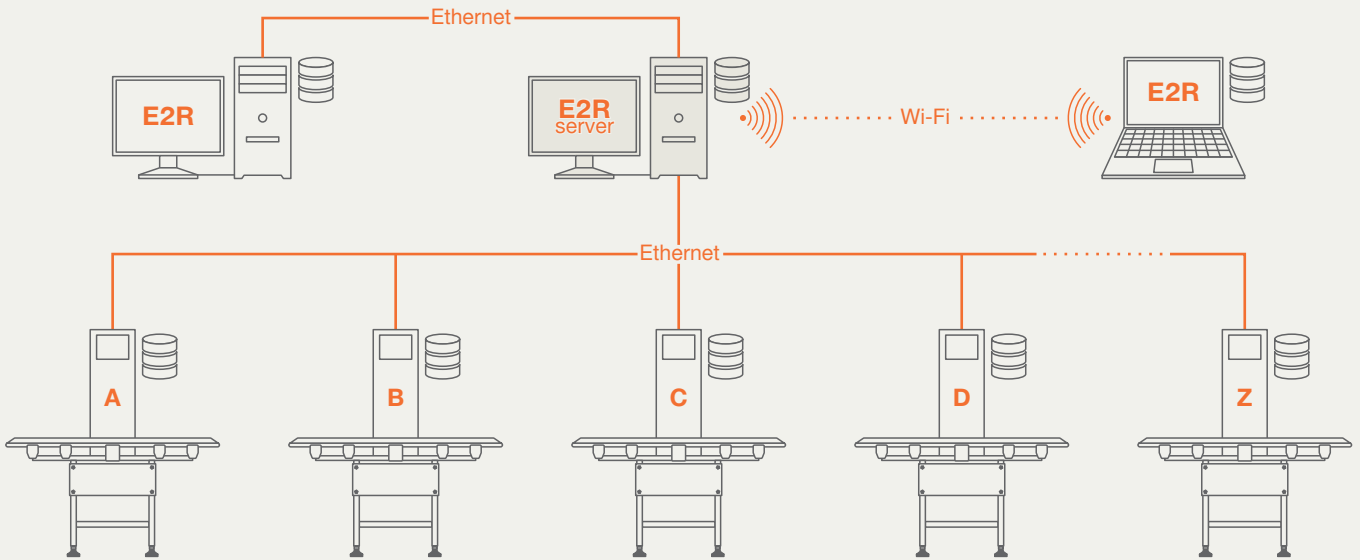 Ethernet
E2R
E2R
server
Wi-Fi
E2R
Ethernet
A
B
C
D
Z